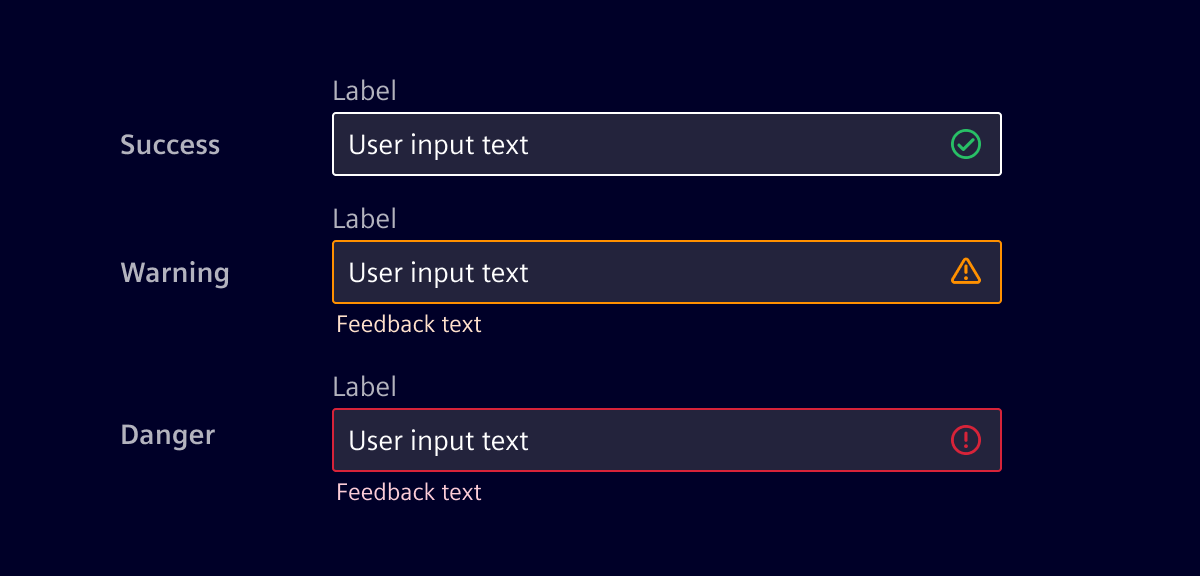 Label
Success
User input text
Label
Warning
User input text
Feedback text
Label
Danger
User input text
Feedback text